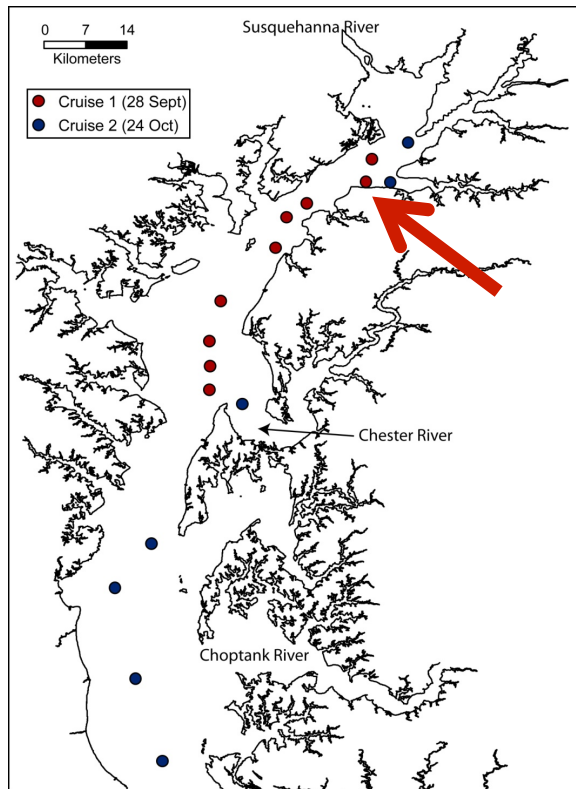 Susquehanna River
0 7 14
Kilometers
Cruise 1 (28 Sept)
Cruise 2 (24 Oct)
Chester River
Choptank River